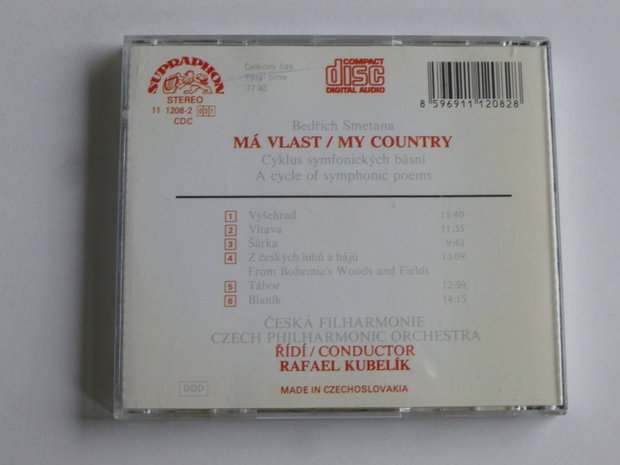 SUPRAPHON
STEREO
11 1208-2 031
CDC
Celkový čas
Total time
77:45
COMPACT
disc
DIGITAL AUDIO
8 596911 120828
Bedřich Smetana
MÁ VLAST / MY COUNTRY
Cyklus symfonických básní
A cycle of symphonic poems
1 Vyšehrad 15:40
2 Vltava 11:35
3 Šárka 9:43
4 Z českých luhů a hájů 13:09
From Bohemia's Woods and Fields
5 Tábor 12:59
6 Blaník 14:15
ČESKÁ FILHARMONIE
CZECH PHILHARMONIC ORCHESTRA
ŘÍDÍ / CONDUCTOR
RAFAEL KUBELÍK
DDD
MADE IN CZECHOSLOVAKIA